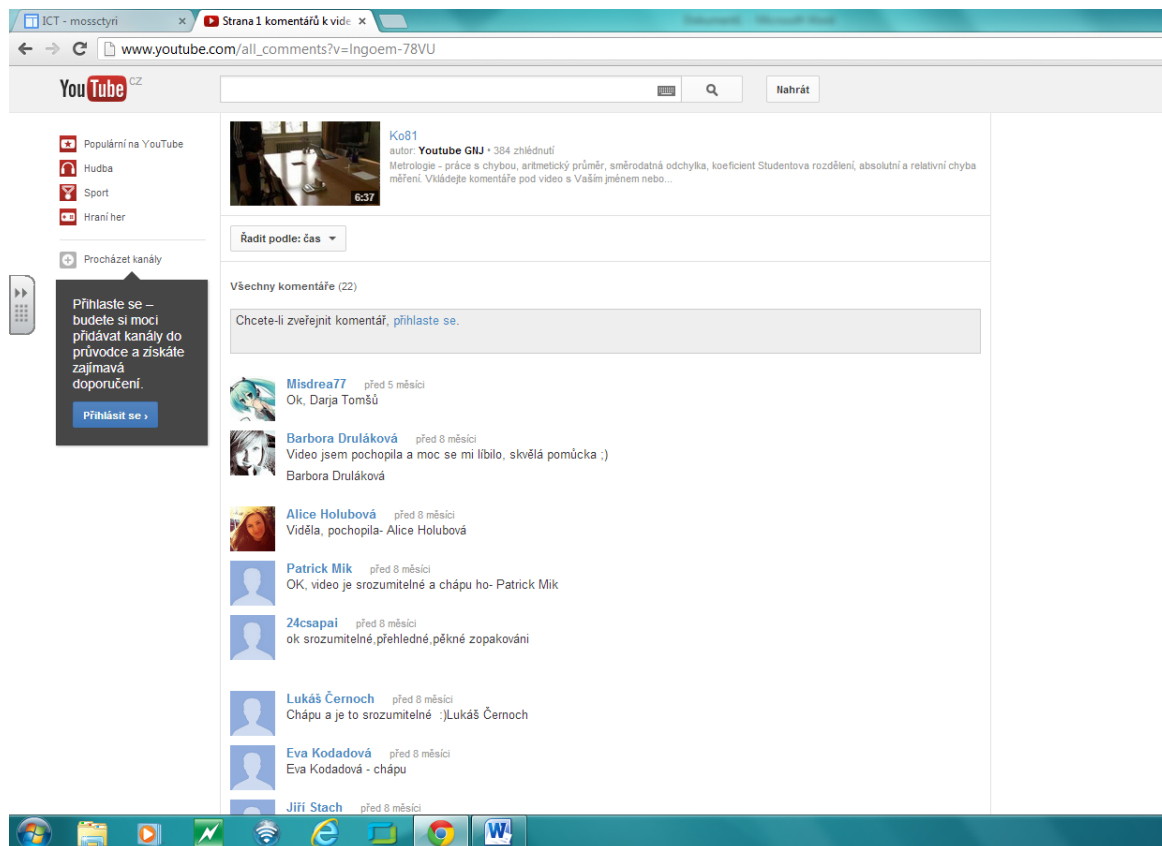 ICT - mossctyri
Strana 1 komentářů k vide
www.youtube.com/all_comments?v=Ingoem-78VU
YouTube CZ
Nahrát
Populární na YouTube
Hudba
Sport
Hraní her
Procházet kanály
Přihlaste se –
budete si moci
přidávat kanály do
průvodce a získáte
zajímavá
doporučení.
Přihlásit se ›
6:37
Ko81
autor: Youtube GNJ • 384 zhlédnutí
Metrologie - práce s chybou, aritmetický průměr, směrodatná odchylka, koeficient Studentova rozdělení, absolutní a relativní chyba
měření. Vkládejte komentáře pod video s Vaším jménem nebo...
Řadit podle: čas
Všechny komentáře (22)
Chcete-li zveřejnit komentář, přihlaste se.
Misdrea77 před 5 měsíci
Ok, Darja Tomšů
Barbora Druláková před 8 měsíci
Video jsem pochopila a moc se mi líbilo, skvělá pomůcka ;)
Barbora Druláková
Alice Holubová před 8 měsíci
Viděla, pochopila- Alice Holubová
Patrick Mik před 8 měsíci
OK, video je srozumitelné a chápu ho- Patrick Mik
24csapai před 8 měsíci
ok srozumitelné,přehledné,pěkné zopakováni
Lukáš Černoch před 8 měsíci
Chápu a je to srozumitelné :)Lukáš Černoch
Eva Kodadová před 8 měsíci
Eva Kodadová - chápu
Jiří Stach před 8 měsíci